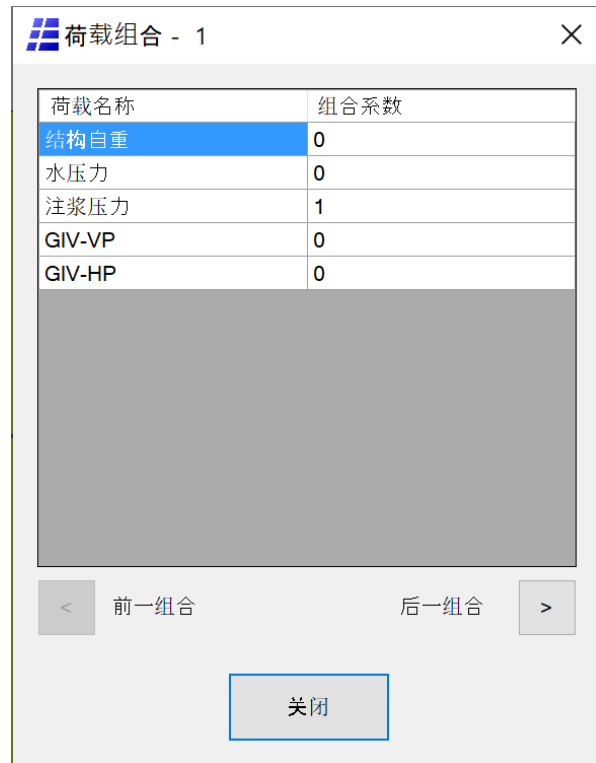 荷载组合 - 1
荷载名称 组合系数
结构自重 0
水压力 0
注浆压力 1
GIV-VP 0
GIV-HP 0
< 前一组合 后一组合 >
关闭